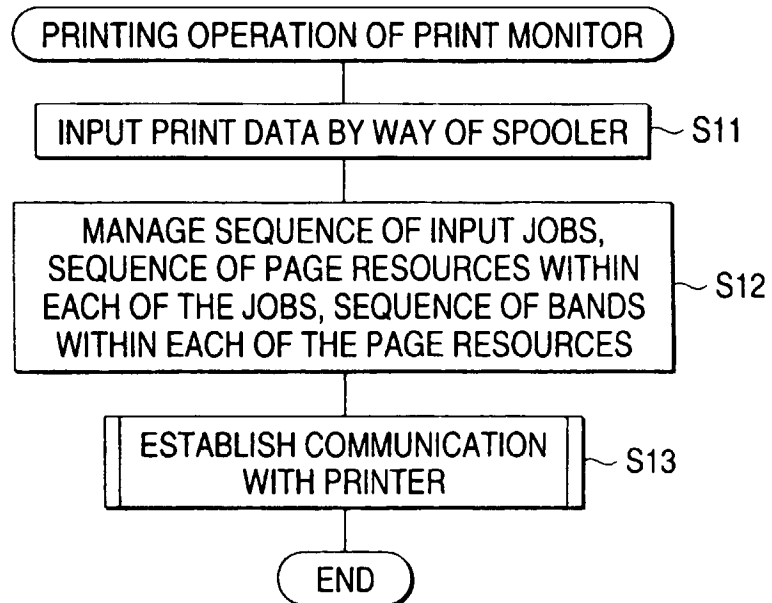 PRINTING OPERATION OF PRINT MONITOR
INPUT PRINT DATA BY WAY OF SPOOLER
S11
MANAGE SEQUENCE OF INPUT JOBS,
SEQUENCE OF PAGE RESOURCES WITHIN
EACH OF THE JOBS, SEQUENCE OF BANDS
WITHIN EACH OF THE PAGE RESOURCES
S12
ESTABLISH COMMUNICATION
WITH PRINTER
S13
END